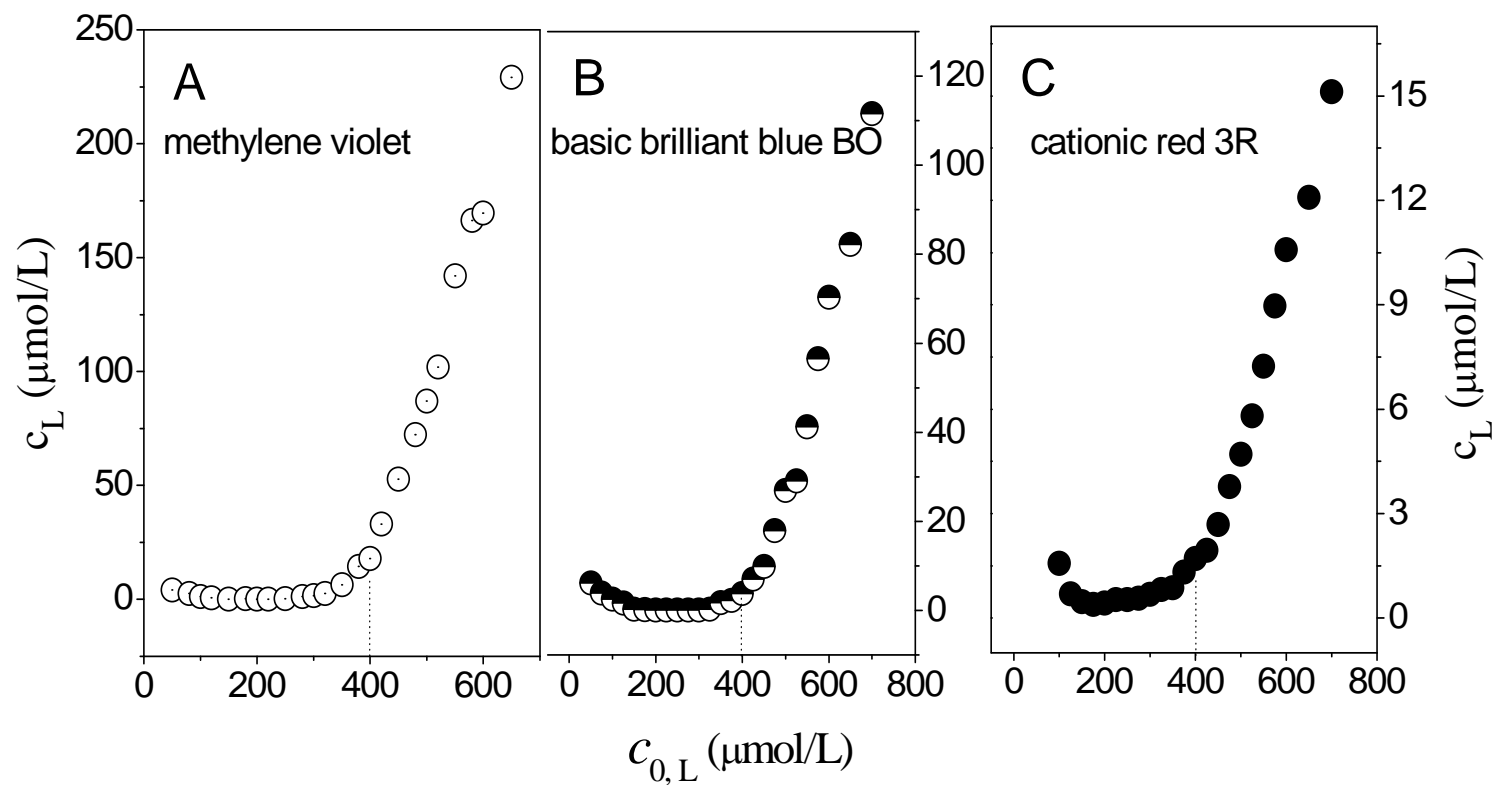 A
methylene violet
250
200
150
100
50
0
c_L (μmol/L)
0 200 400 600
B
basic brilliant blue BO
120
100
80
60
40
20
0
0 200 400 600 800
C
cationic red 3R
15
12
9
6
3
0
c_L (μmol/L)
0 200 400 600 800
c_{0, L} (μmol/L)